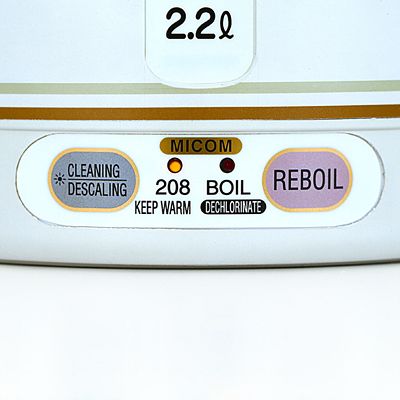 2.2ℓ
MICOM
CLEANING
DESCALING
208
KEEP WARM
BOIL
DECHLORINATE
REBOIL